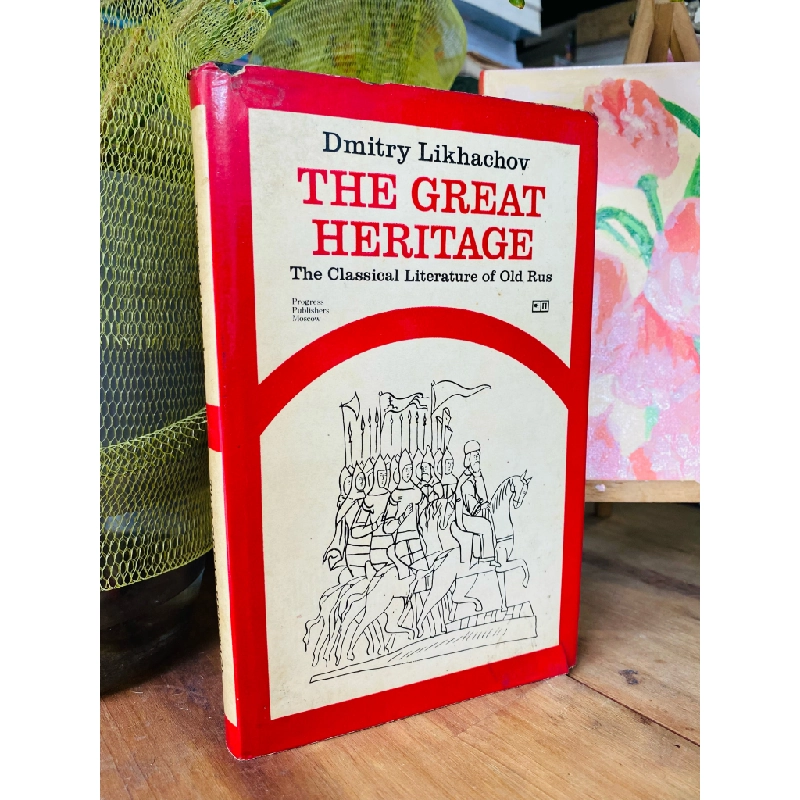 Dmitry Likhachov
THE GREAT
HERITAGE
The Classical Literature of Old Rus
Progress
Publishers
Moscow